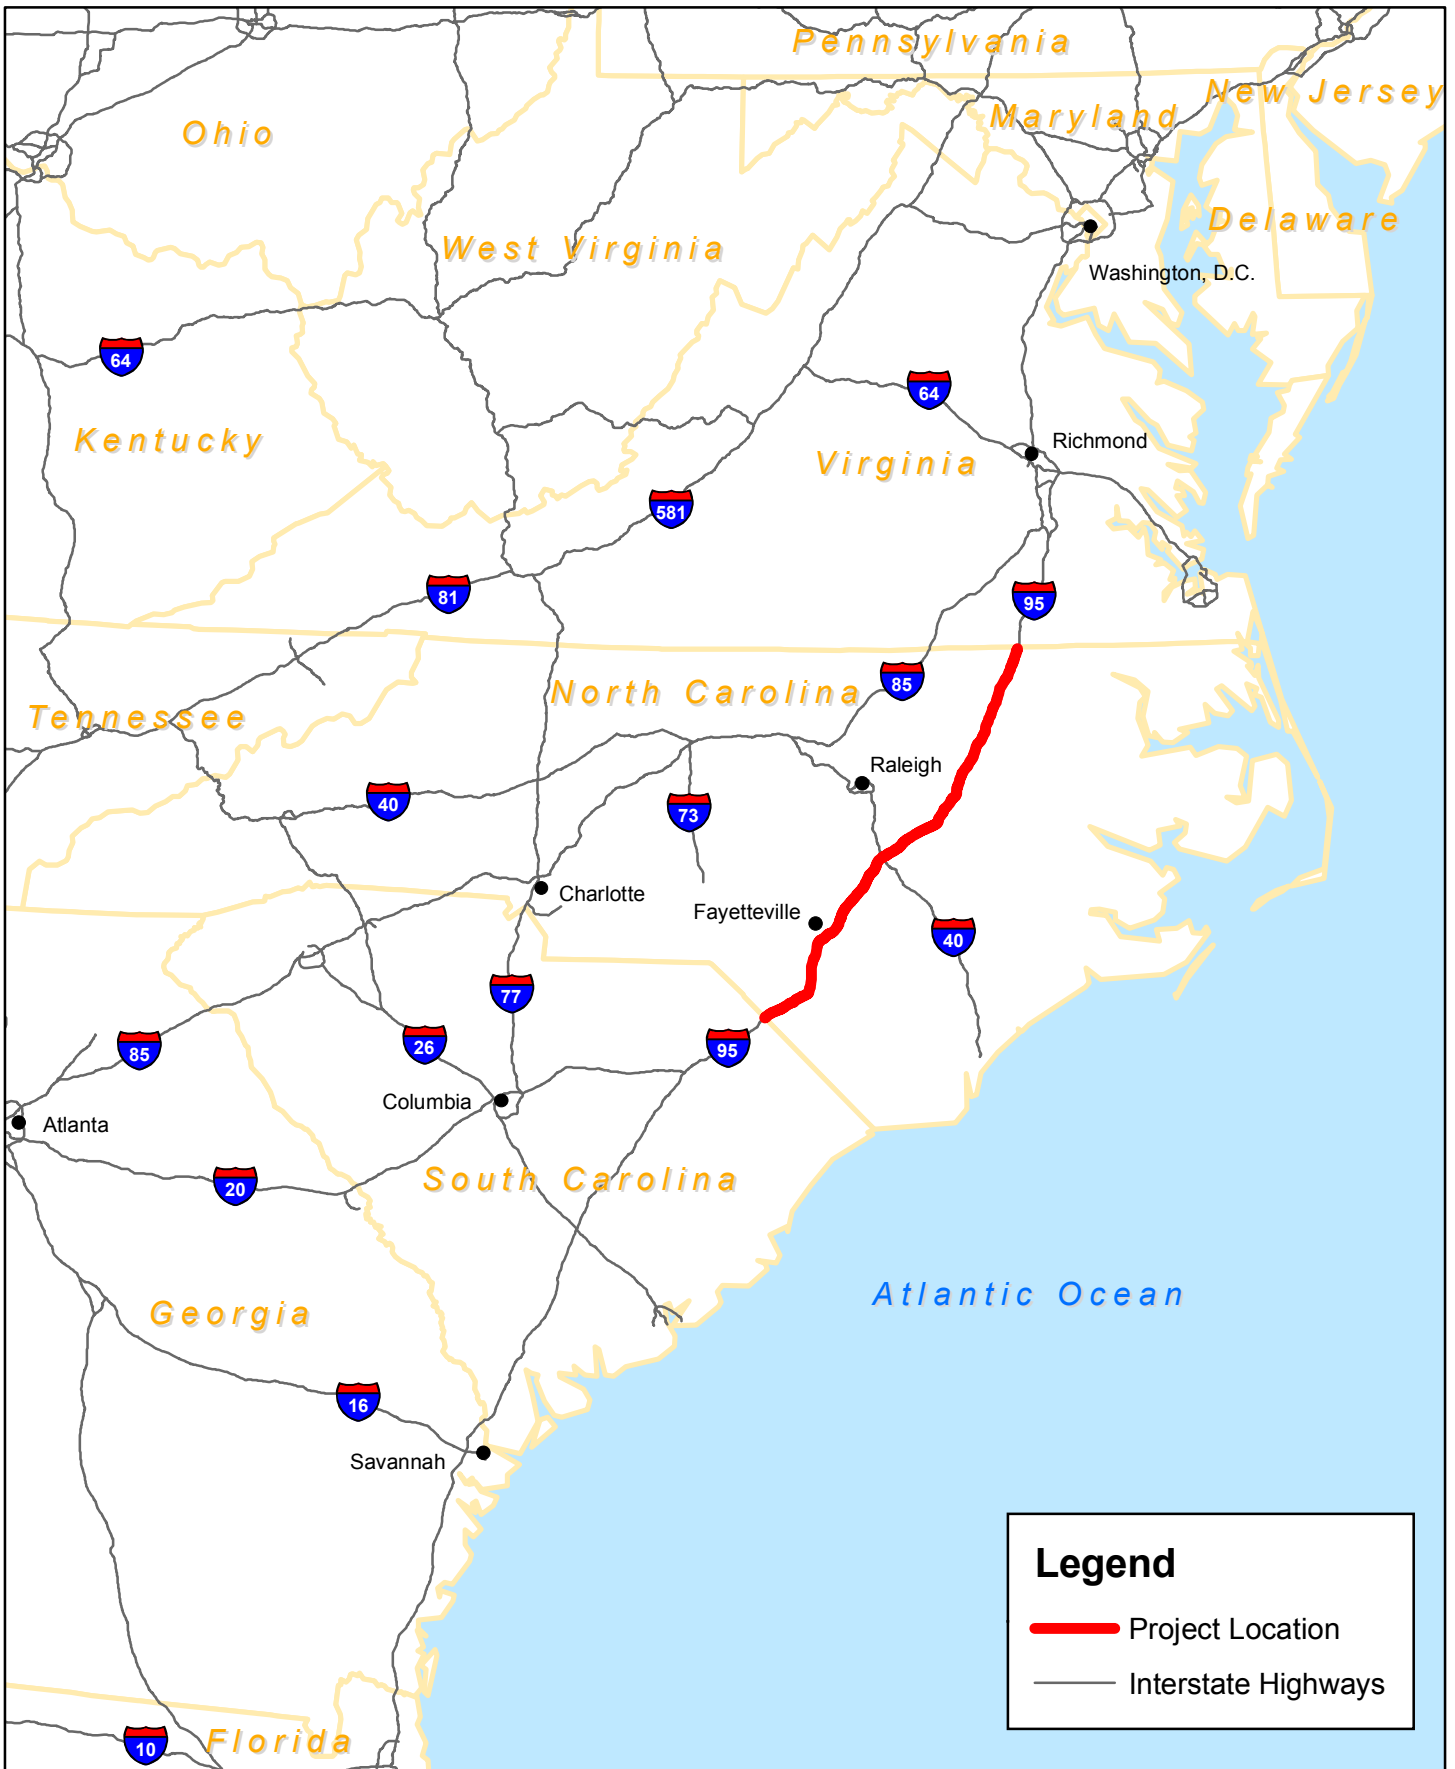 Pennsylvania
New Jersey
Maryland
Ohio
Delaware
West Virginia
Washington, D.C.
64
64
Kentucky
Richmond
Virginia
581
81
95
85
North Carolina
Tennessee
Raleigh
40
73
Charlotte
Fayetteville
40
77
26
95
85
Columbia
Atlanta
South Carolina
20
Atlantic Ocean
Georgia
16
Savannah
Legend
Project Location
Interstate Highways
Florida
10